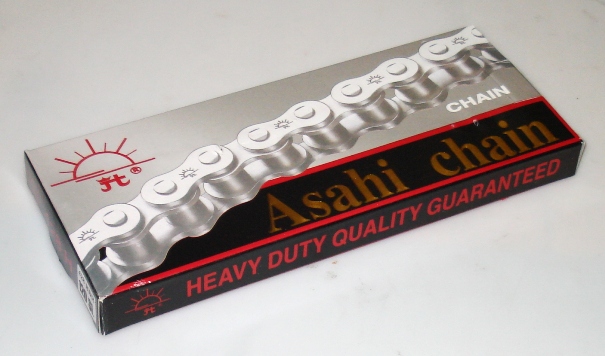 CHAIN
Asahi chain
HEAVY DUTY QUALITY GUARANTEED